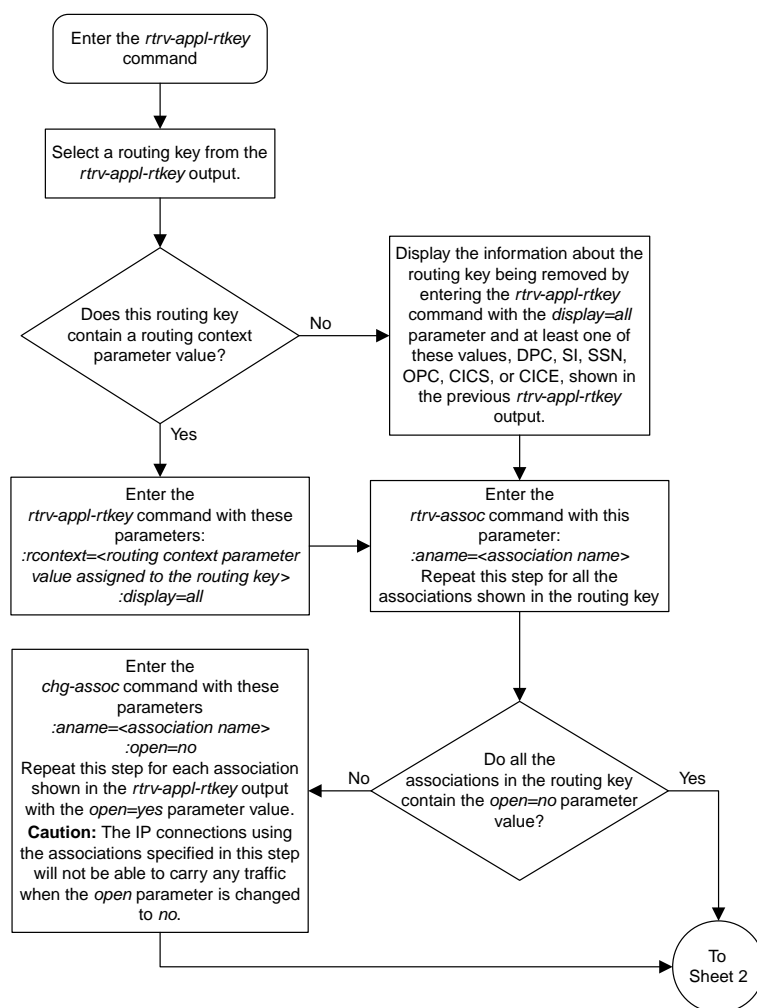 Enter the rtrv-appl-rtkey
command
Select a routing key from the
rtrv-appl-rtkey output.
Does this routing key
contain a routing context
parameter value?
No
Yes
Display the information about the
routing key being removed by
entering the rtrv-appl-rtkey
command with the display=all
parameter and at least one of
these values, DPC, SI, SSN,
OPC, CICS, or CICE, shown in
the previous rtrv-appl-rtkey
output.
Enter the
rtrv-appl-rtkey command with these
parameters:
:rcontext=<routing context parameter
value assigned to the routing key>
:display=all
Enter the
rtrv-assoc command with this
parameter:
:aname=<association name>
Repeat this step for all the
associations shown in the routing key
Do all the
associations in the routing key
contain the open=no parameter
value?
No
Yes
Enter the
chg-assoc command with these
parameters
:aname=<association name>
:open=no
Repeat this step for each association
shown in the rtrv-appl-rtkey output
with the open=yes parameter value.
Caution: The IP connections using
the associations specified in this step
will not be able to carry any traffic
when the open parameter is changed
to no.
To
Sheet 2